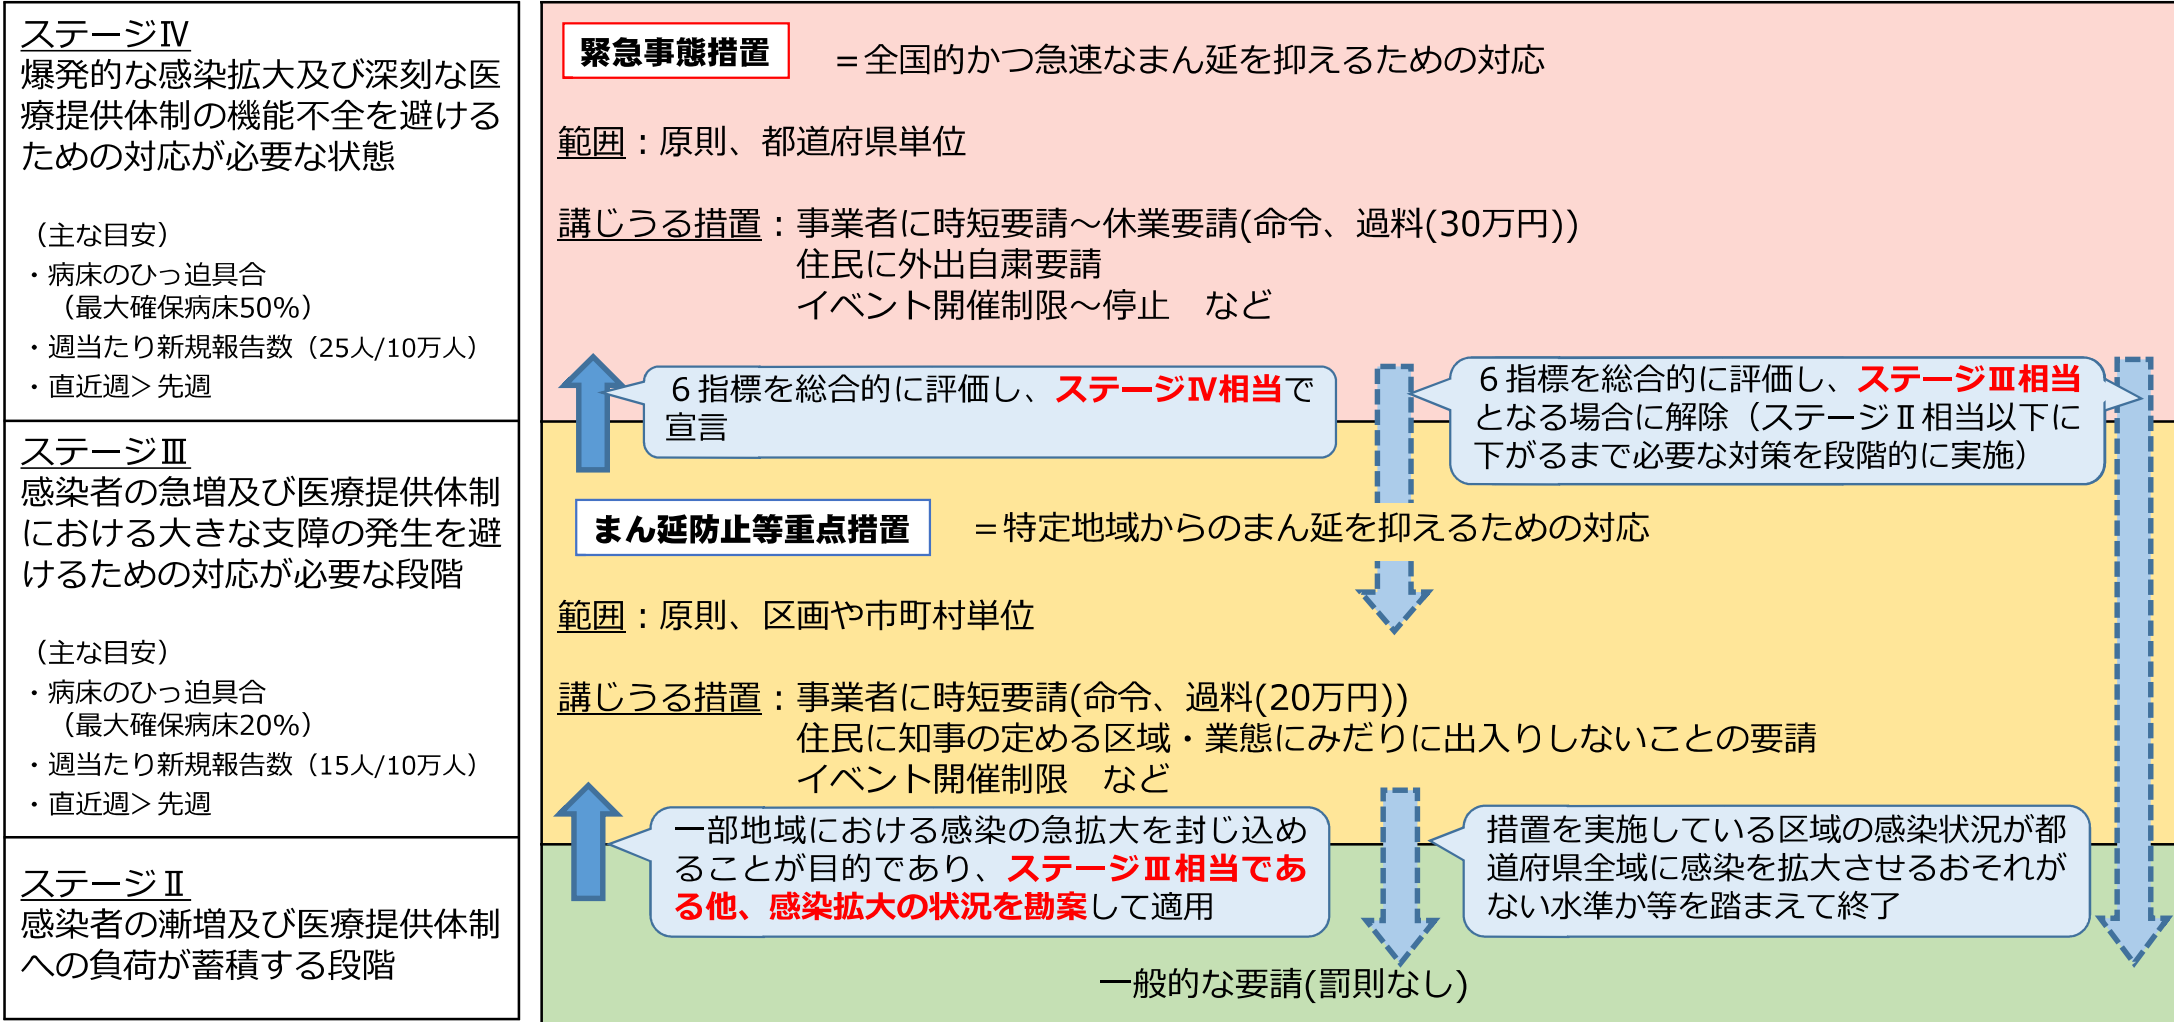 ステージⅣ
爆発的な感染拡大及び深刻な医
療提供体制の機能不全を避ける
ための対応が必要な状態
（主な目安）
・病床のひっ迫具合
（最大確保病床50%）
・週当たり新規報告数（25人/10万人）
・直近週＞先週
ステージⅢ
感染者の急増及び医療提供体制
における大きな支障の発生を避
けるための対応が必要な段階
（主な目安）
・病床のひっ迫具合
（最大確保病床20%）
・週当たり新規報告数（15人/10万人）
・直近週＞先週
ステージⅡ
感染者の漸増及び医療提供体制
への負荷が蓄積する段階
緊急事態措置 ＝全国的かつ急速なまん延を抑えるための対応
範囲：原則、都道府県単位
講じうる措置：事業者に時短要請～休業要請(命令、過料(30万円))
住民に外出自粛要請
イベント開催制限～停止　など
６指標を総合的に評価し、ステージⅣ相当で
宣言
６指標を総合的に評価し、ステージⅢ相当
となる場合に解除（ステージⅡ相当以下に
下がるまで必要な対策を段階的に実施）
まん延防止等重点措置 ＝特定地域からのまん延を抑えるための対応
範囲：原則、区画や市町村単位
講じうる措置：事業者に時短要請(命令、過料(20万円))
住民に知事の定める区域・業態にみだりに出入りしないことの要請
イベント開催制限　など
一部地域における感染の急拡大を封じ込め
ることが目的であり、ステージⅢ相当であ
る他、感染拡大の状況を勘案して適用
措置を実施している区域の感染状況が都
道府県全域に感染を拡大させるおそれが
ない水準か等を踏まえて終了
一般的な要請(罰則なし)